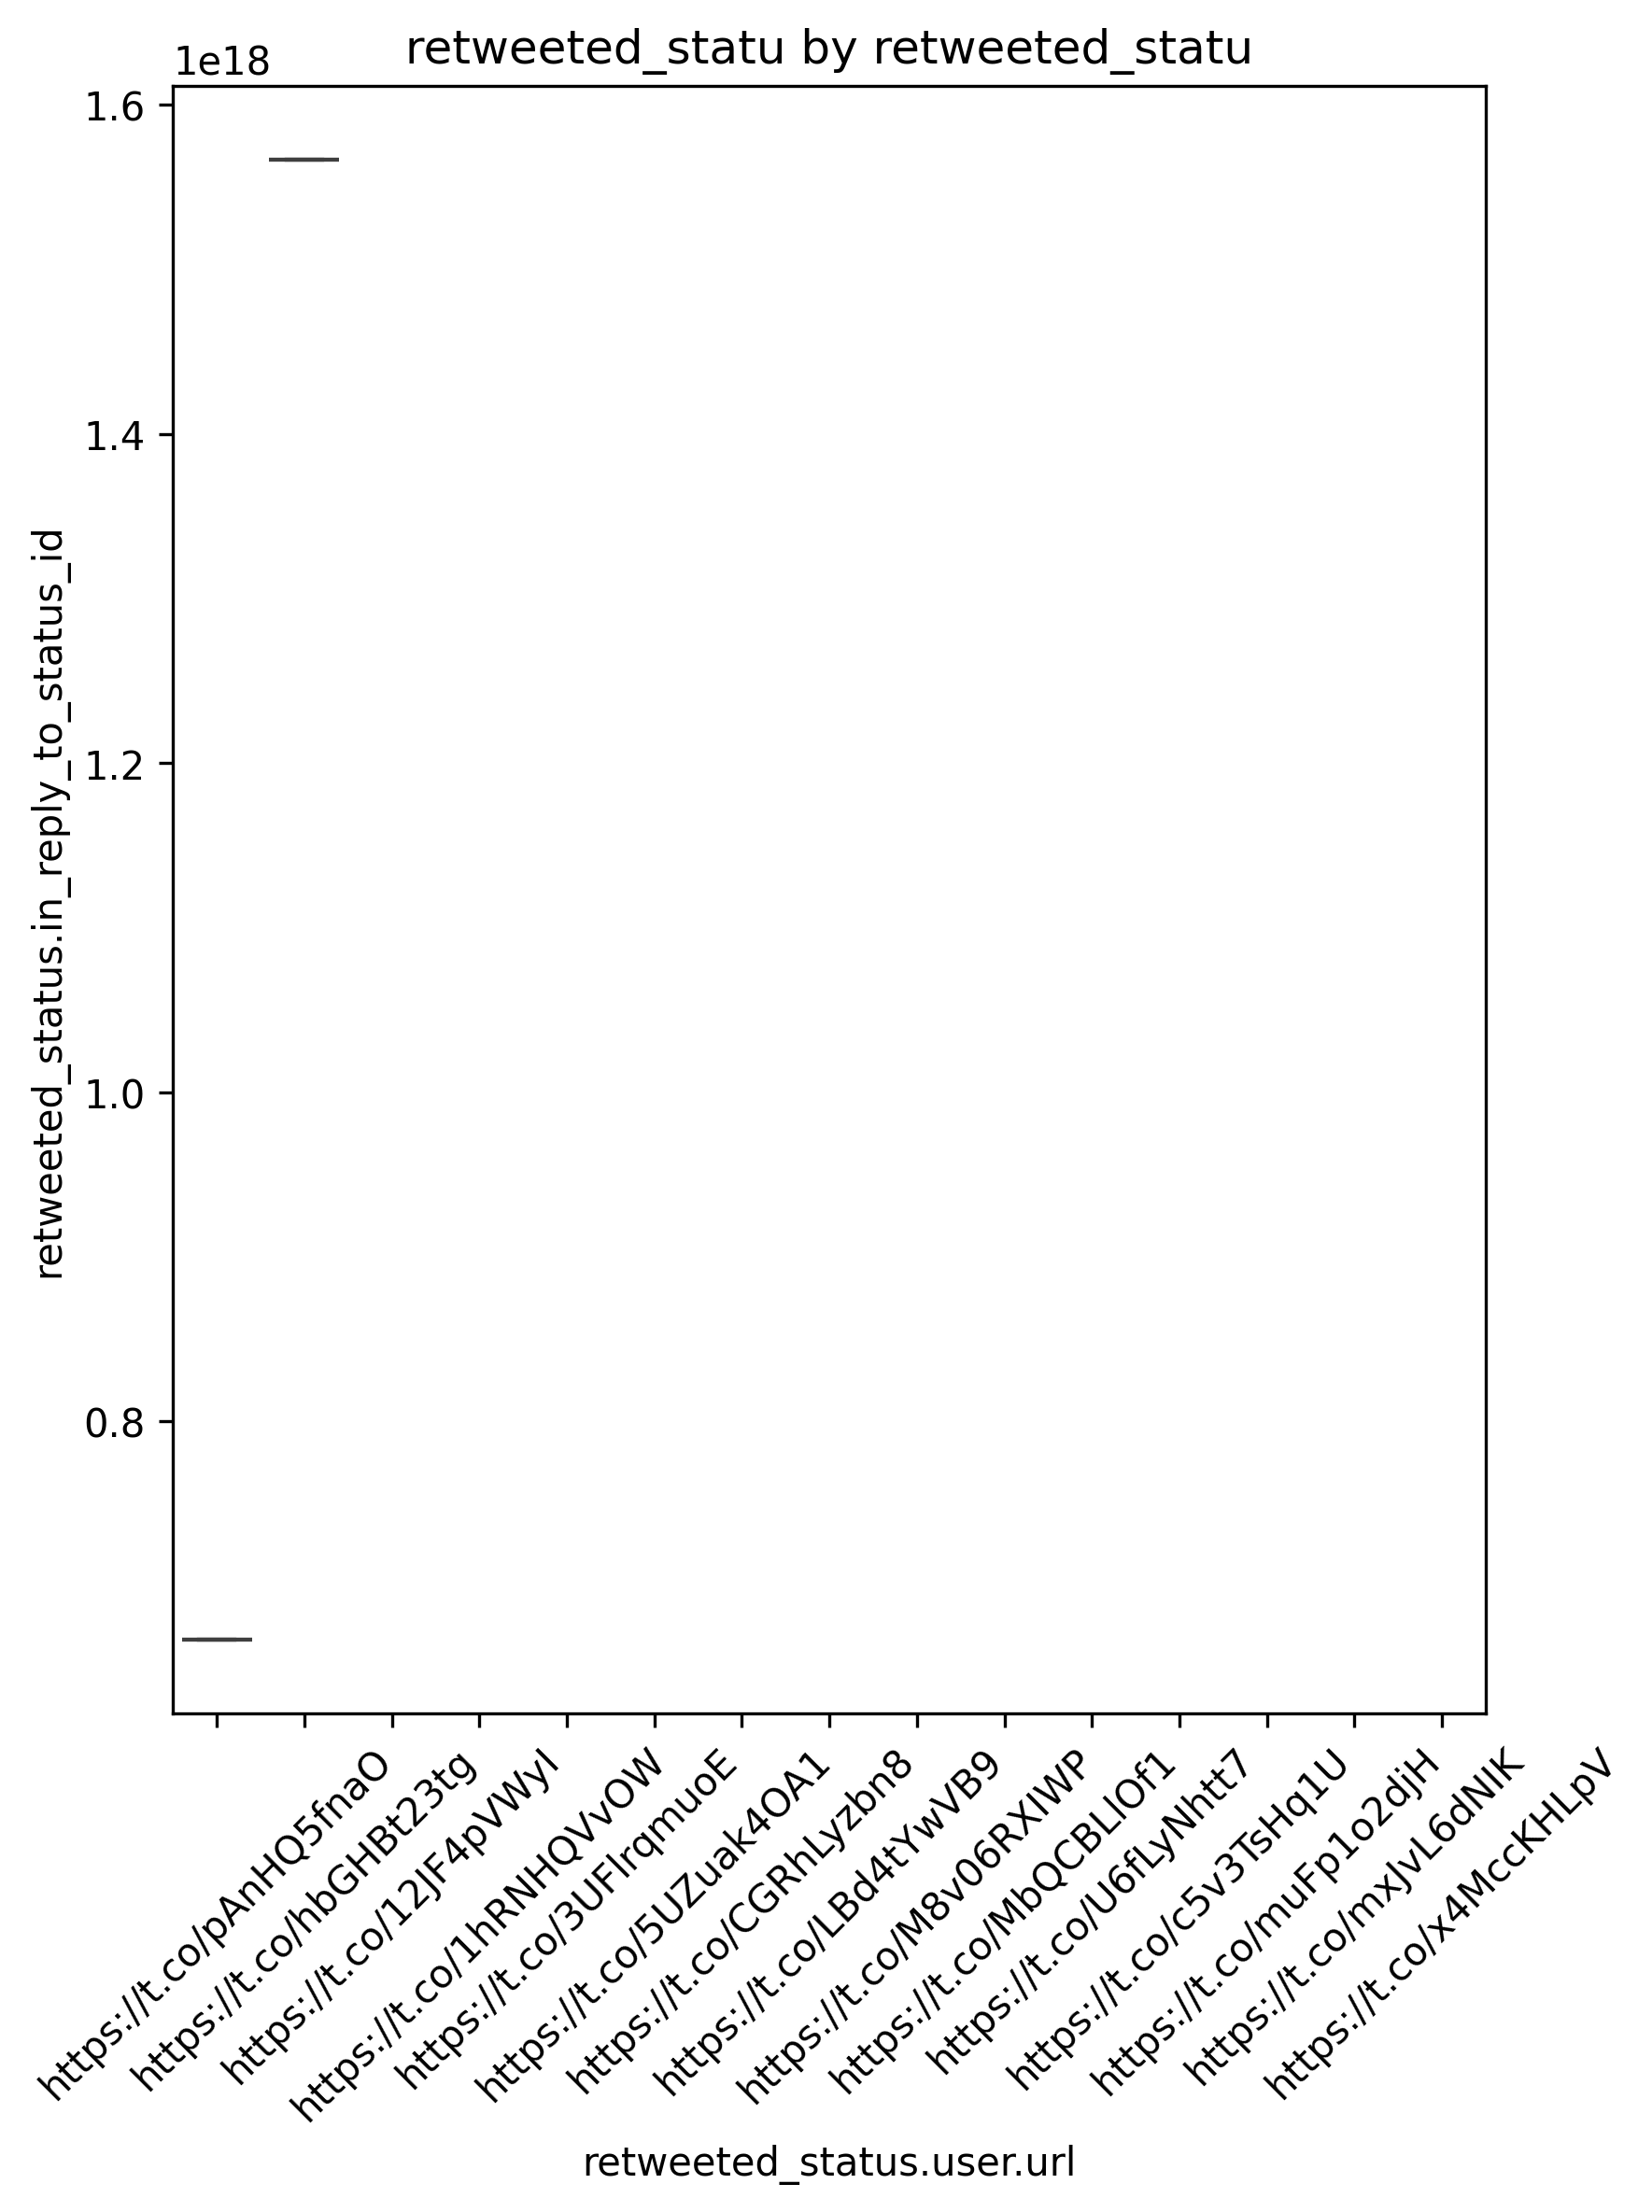 retweeted_statu by retweeted_statu
1e18
1.6
1.4
1.2
1.0
0.8
retweeted_status.in_reply_to_status_id
https://t.co/pAnHQ5fnaO
https://t.co/hbGHBt23tg
https://t.co/12JF4pVWyI
https://t.co/1hRNHQVvOW
https://t.co/3UFlrqmuoE
https://t.co/5UZuak4OA1
https://t.co/CGRhLyzbn8
https://t.co/LBd4tYwVB9
https://t.co/M8v06RXlWP
https://t.co/MbQCBLlOf1
https://t.co/U6fLyNhtt7
https://t.co/c5v3TsHq1U
https://t.co/muFp1o2djH
https://t.co/mxJvL6dNlK
https://t.co/x4MccKHLpV
retweeted_status.user.url